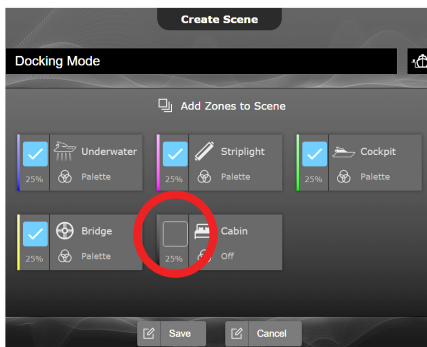 Create Scene
Docking Mode
Add Zones to Scene
Underwater
25% Palette
Striplight
25% Palette
Cockpit
25% Palette
Bridge
25% Palette
Cabin
25% Off
Save Cancel